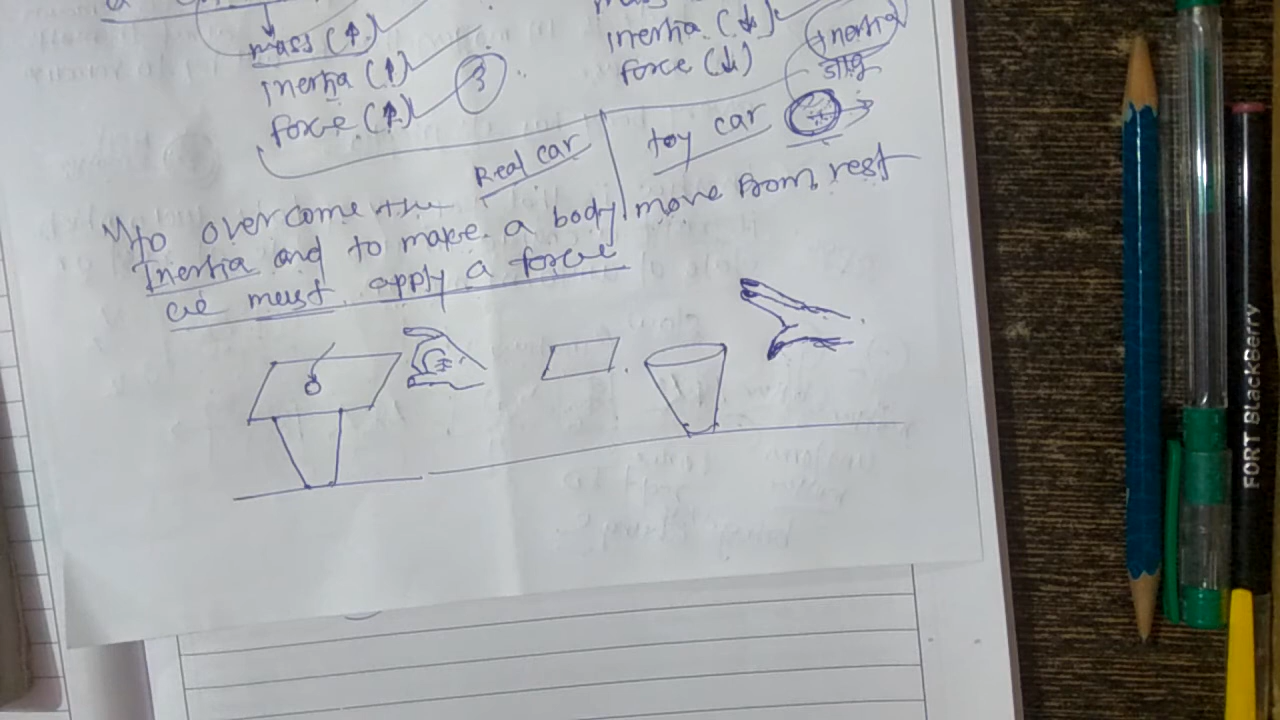 mass (↑)
inertia (↑)
force (↑)
3
inertia (↓)
force (↓)
inertia
Real car
toy car
to overcome the
Inertia and to make a body move from rest
we must apply a force
FORT BlackBerry